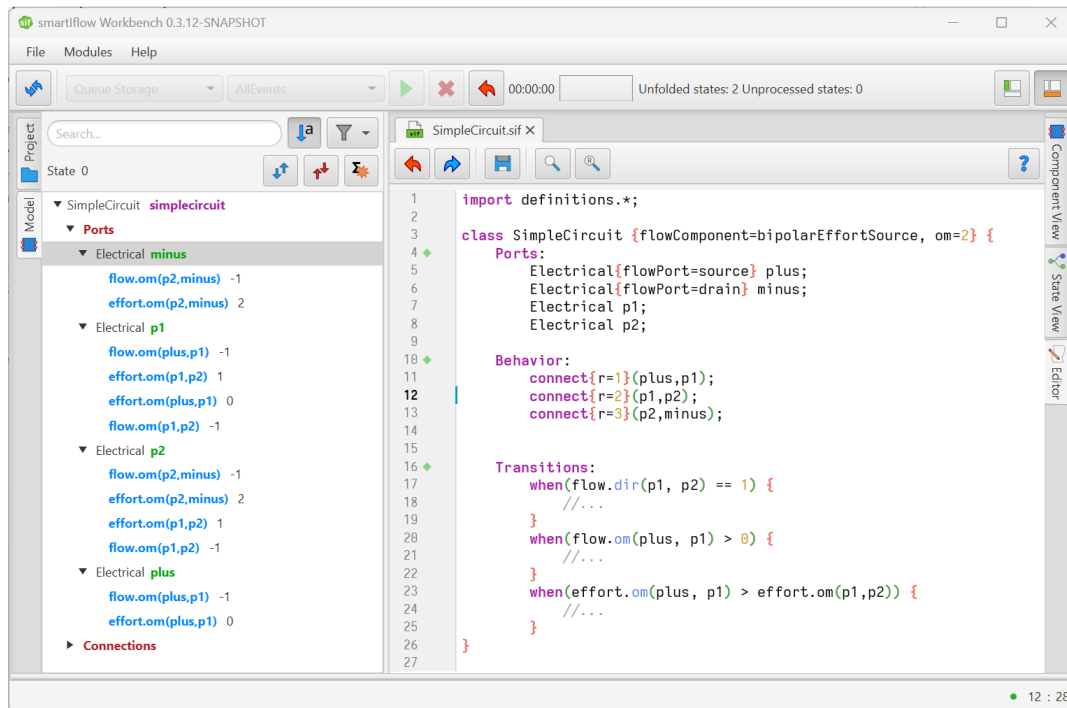 sif smartIflow Workbench 0.3.12-SNAPSHOT
File Modules Help
Queue Storage AllEvents 00:00:00 Unfolded states: 2 Unprocessed states: 0
Project
Model
Search...
a
State 0
Σ
SimpleCircuit simplecircuit
Ports
Electrical minus
flow.om(p2,minus) -1
effort.om(p2,minus) 2
Electrical p1
flow.om(plus,p1) -1
effort.om(p1,p2) 1
effort.om(plus,p1) 0
flow.om(p1,p2) -1
Electrical p2
flow.om(p2,minus) -1
effort.om(p2,minus) 2
effort.om(p1,p2) 1
flow.om(p1,p2) -1
Electrical plus
flow.om(plus,p1) -1
effort.om(plus,p1) 0
Connections
sif SimpleCircuit.sif
R ?
1 import definitions.*;
2
3 class SimpleCircuit {flowComponent=bipolarEffortSource, om=2} {
4 Ports:
5 Electrical{flowPort=source} plus;
6 Electrical{flowPort=drain} minus;
7 Electrical p1;
8 Electrical p2;
9
10 Behavior:
11 connect{r=1}(plus,p1);
12 connect{r=2}(p1,p2);
13 connect{r=3}(p2,minus);
14
15
16 Transitions:
17 when(flow.dir(p1, p2) == 1) {
18 //...
19 }
20 when(flow.om(plus, p1) > 0) {
21 //...
22 }
23 when(effort.om(plus, p1) > effort.om(p1,p2)) {
24 //...
25 }
26 }
27
Component View
State View
Editor
12 : 28